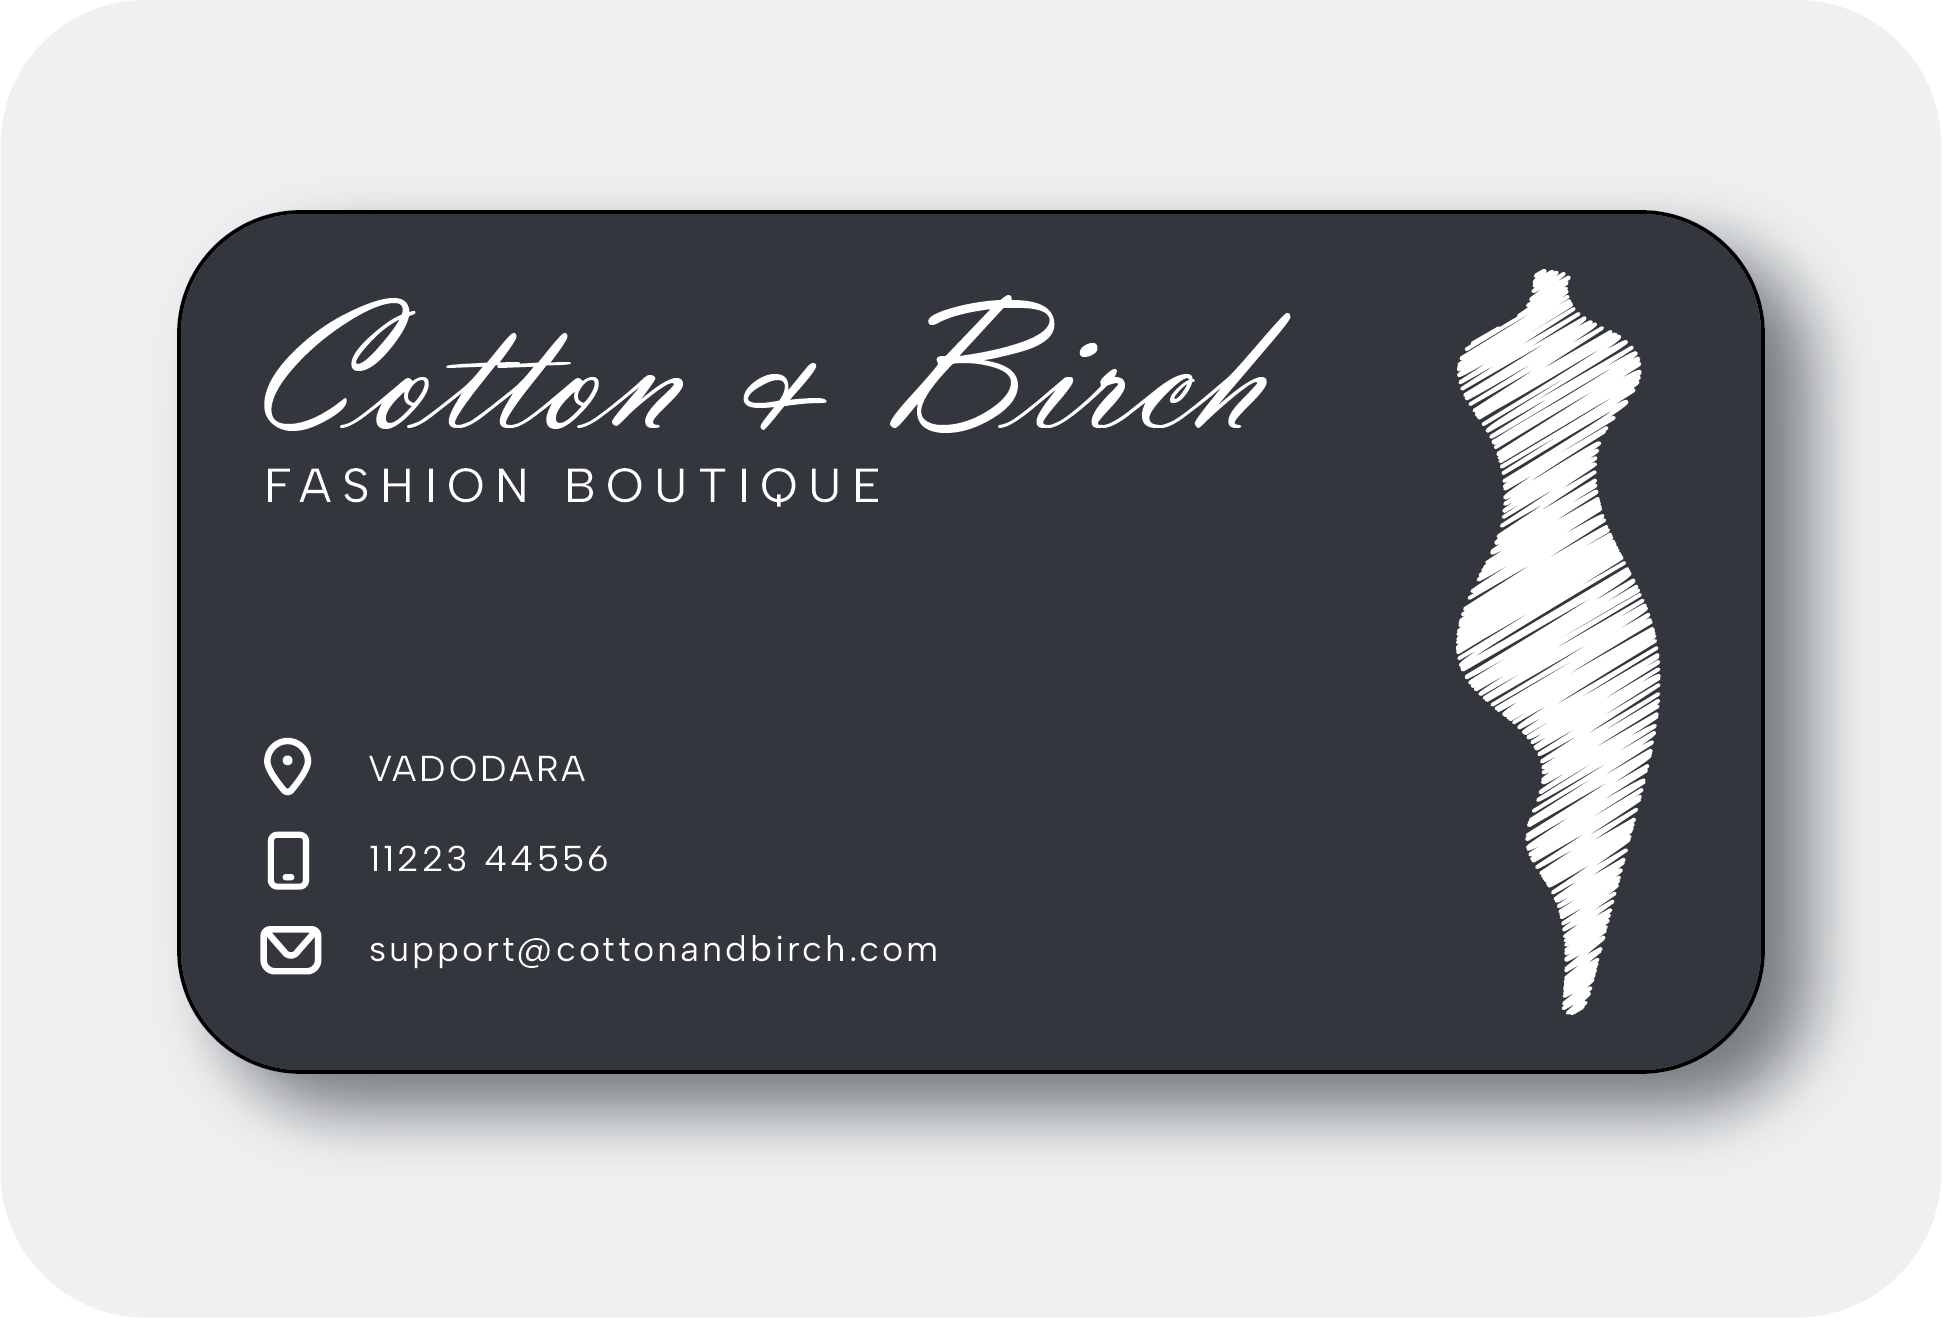 Cotton & Birch
FASHION BOUTIQUE
VADODARA
11223 44556
support@cottonandbirch.com